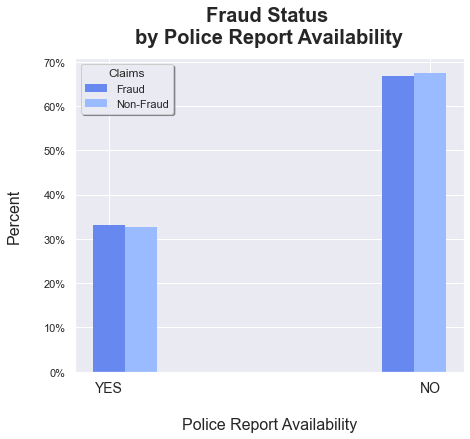 Fraud Status
by Police Report Availability
Claims
Fraud
Non-Fraud
Percent
70%
60%
50%
40%
30%
20%
10%
0%
YES
NO
Police Report Availability